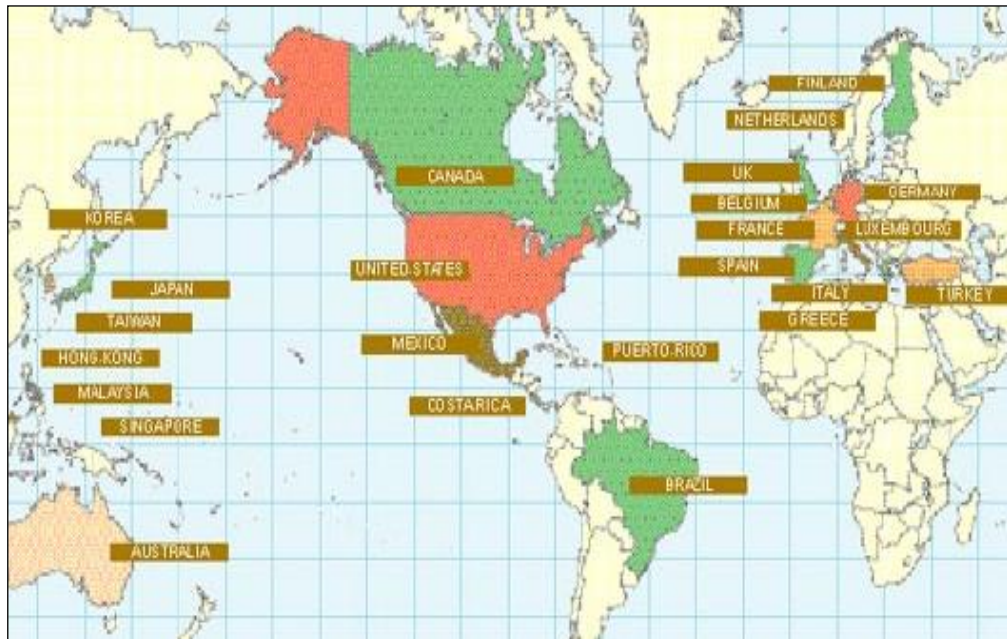 FINLAND
NETHERLANDS
UK
CANADA
GERMANY
BELGIUM
KOREA
FRANCE
LUXEMBOURG
UNITED-STATES
SPAIN
JAPAN
ITALY
TURKEY
TAIWAN
GREECE
MEXICO
PUERTO-RICO
HONG-KONG
MALAYSIA
COSTARICA
SINGAPORE
BRAZIL
AUSTRALIA